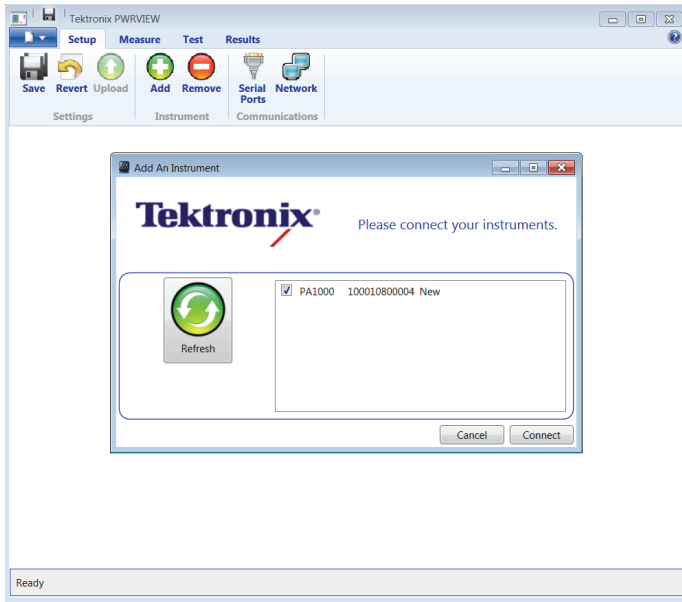 Tektronix PWRVIEW
Setup Measure Test Results
Save Revert Upload Add Remove Serial Ports Network
Settings Instrument Communications
Add An Instrument
Tektronix®
Please connect your instruments.
Refresh
PA1000 100010800004 New
Cancel Connect
Ready